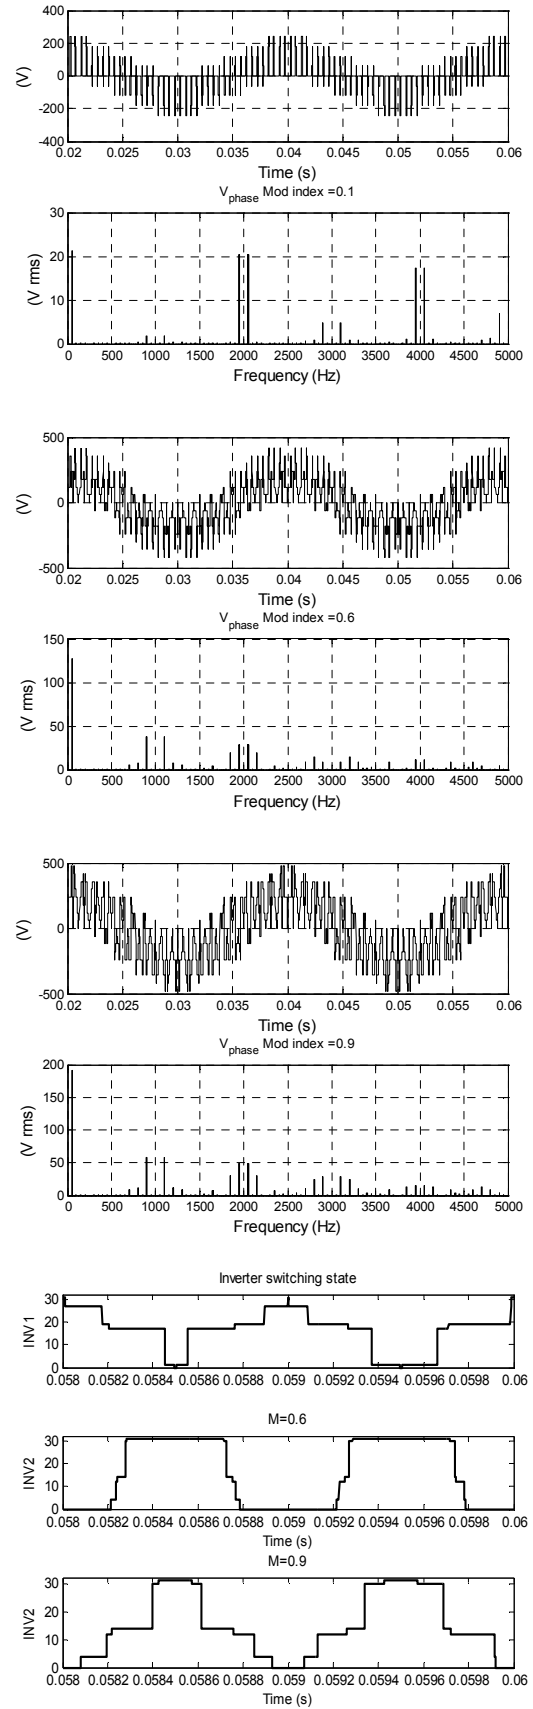 400
200
0
-200
-400
(V)
0.02 0.025 0.03 0.035 0.04 0.045 0.05 0.055 0.06
Time (s)
Vphase Mod index =0.1
30
20
10
0
(V rms)
0 500 1000 1500 2000 2500 3000 3500 4000 4500 5000
Frequency (Hz)
500
0
-500
(V)
0.02 0.025 0.03 0.035 0.04 0.045 0.05 0.055 0.06
Time (s)
Vphase Mod index =0.6
150
100
50
0
(V rms)
0 500 1000 1500 2000 2500 3000 3500 4000 4500 5000
Frequency (Hz)
500
0
-500
(V)
0.02 0.025 0.03 0.035 0.04 0.045 0.05 0.055 0.06
Time (s)
Vphase Mod index =0.9
200
150
100
50
0
(V rms)
0 500 1000 1500 2000 2500 3000 3500 4000 4500 5000
Frequency (Hz)
Inverter switching state
30
20
10
0
INV1
0.058 0.0582 0.0584 0.0586 0.0588 0.059 0.0592 0.0594 0.0596 0.0598 0.06
M=0.6
30
20
10
0
INV2
0.058 0.0582 0.0584 0.0586 0.0588 0.059 0.0592 0.0594 0.0596 0.0598 0.06
Time (s)
M=0.9
30
20
10
0
INV2
0.058 0.0582 0.0584 0.0586 0.0588 0.059 0.0592 0.0594 0.0596 0.0598 0.06
Time (s)